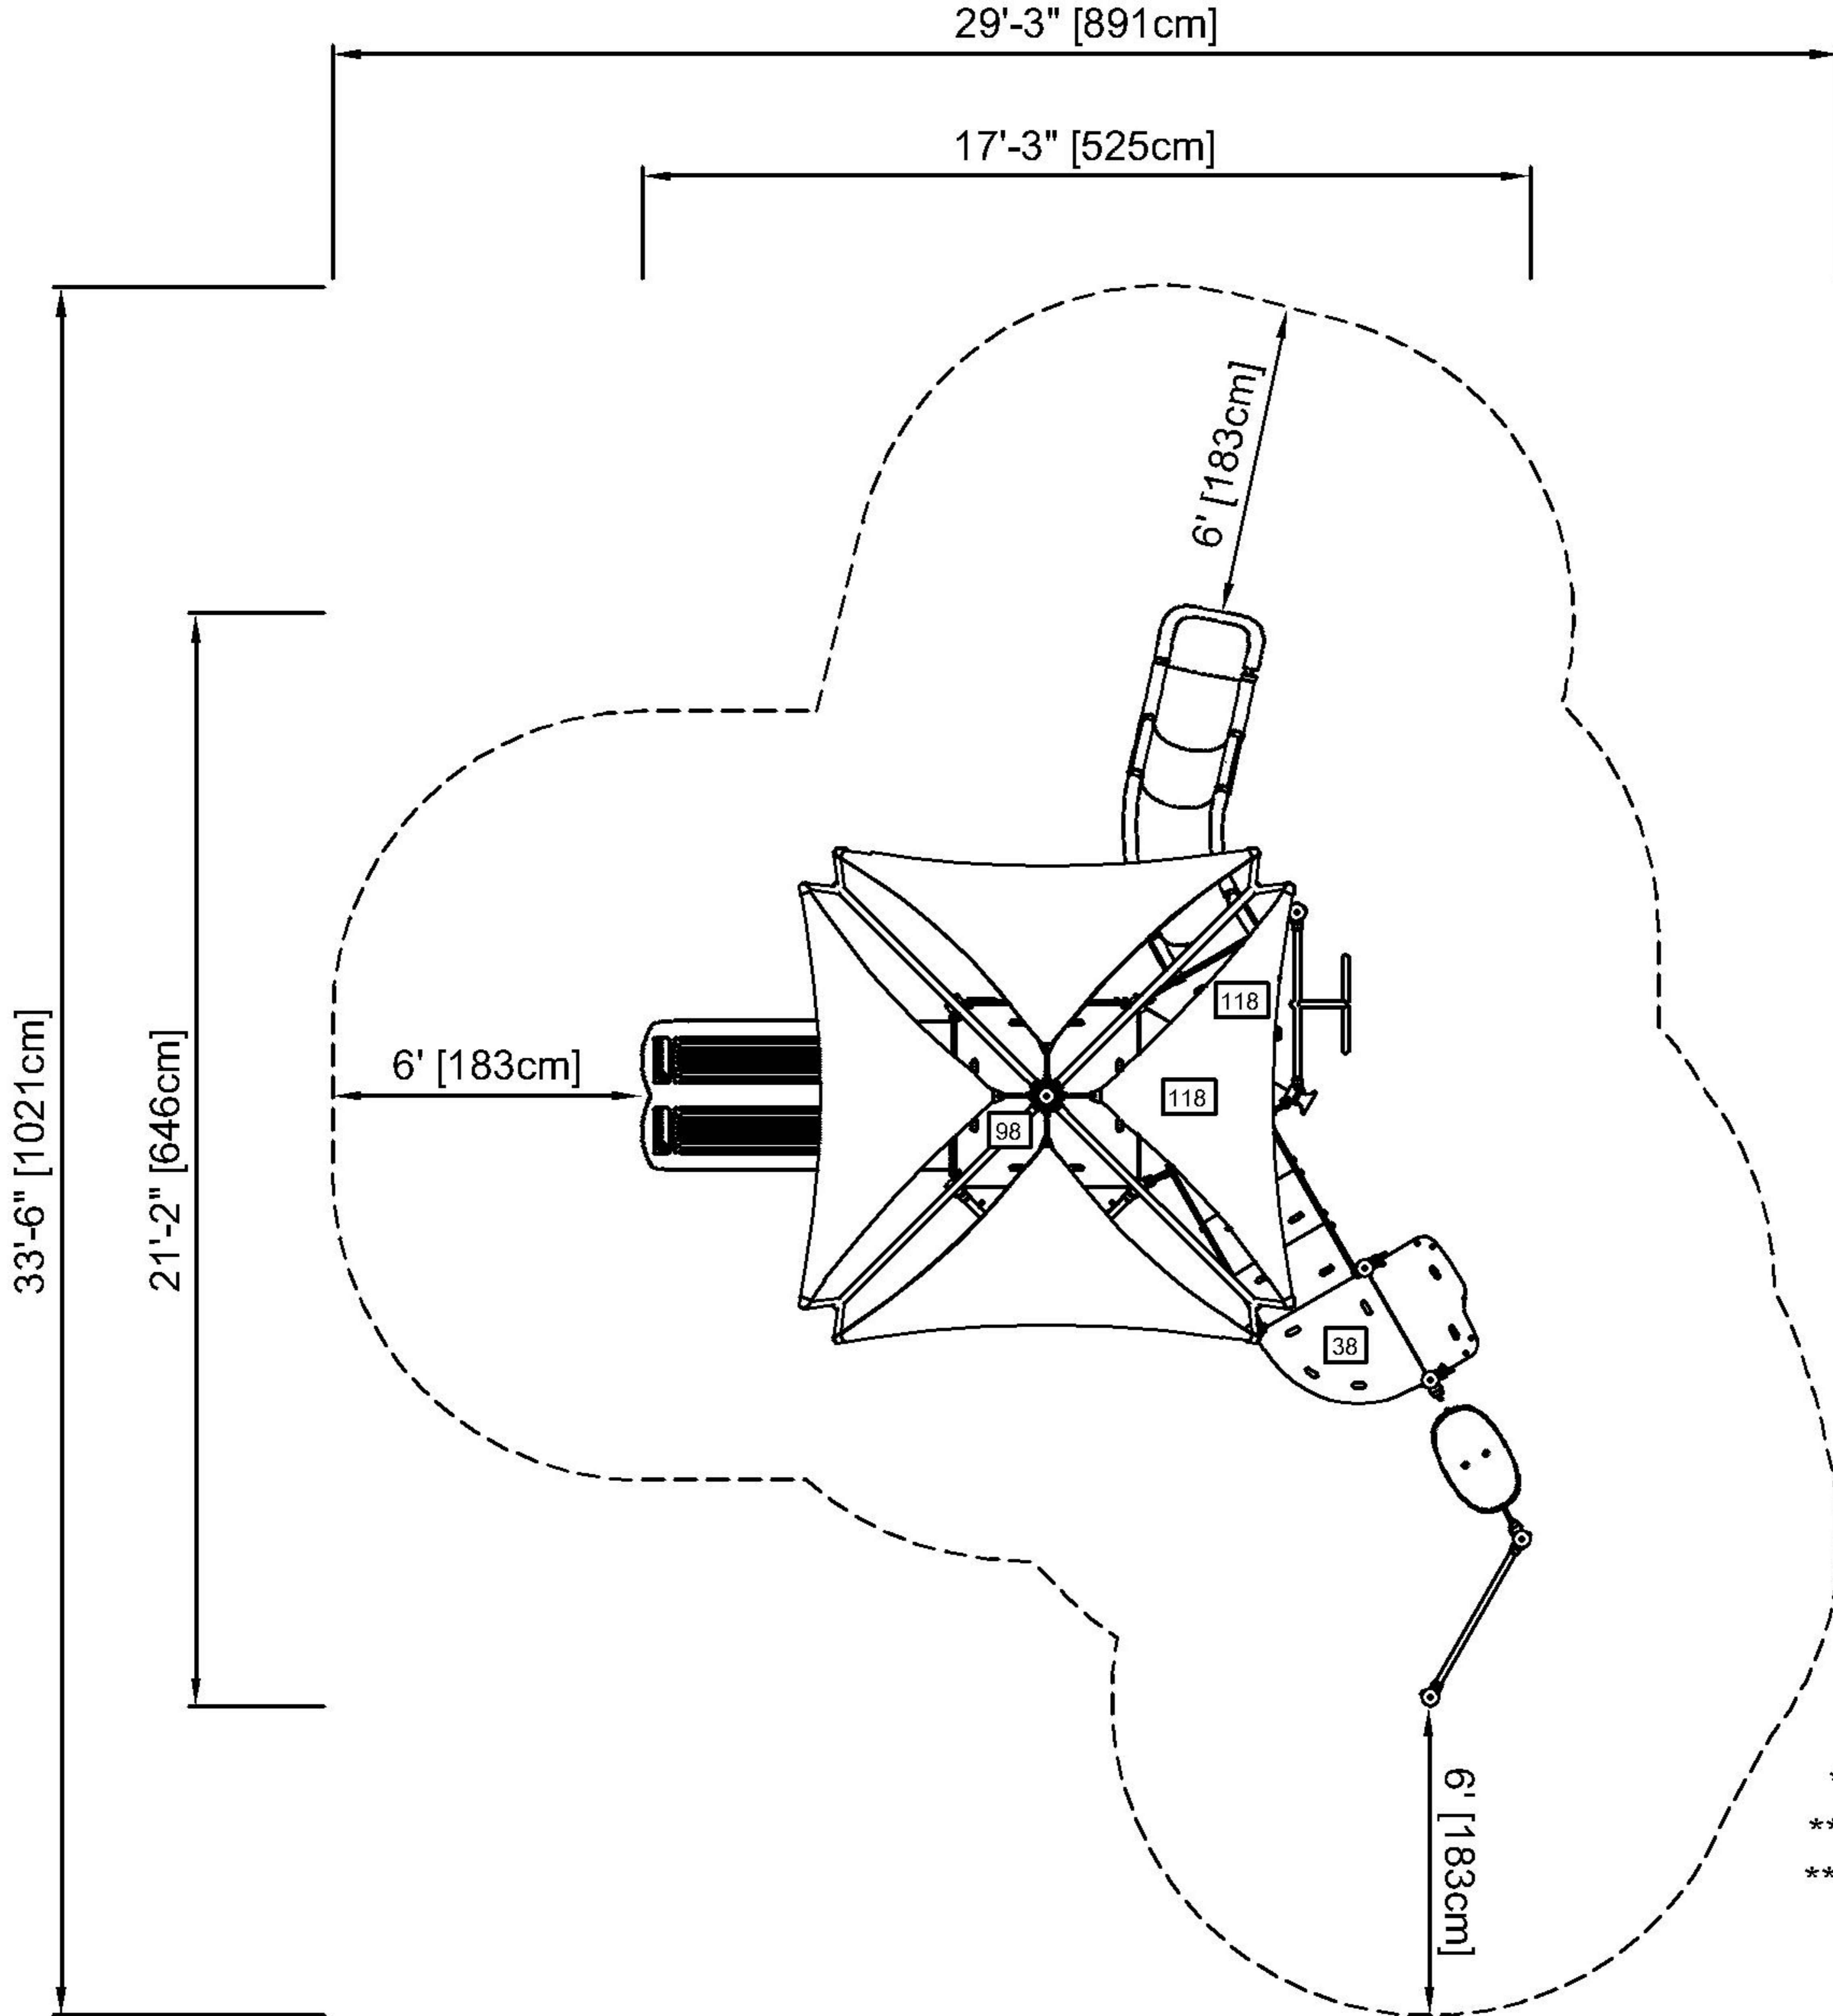 29'-3" [891cm]
17'-3" [525cm]
6' [183cm]
33'-6" [1021cm]
21'-2" [646cm]
6' [183cm]
118
118
98
38
6' [183cm]
*
**
**